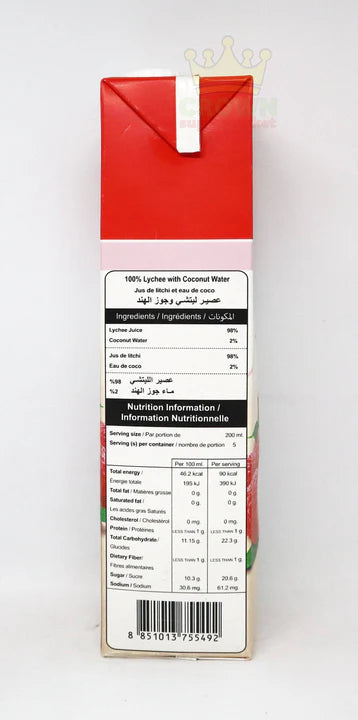 CROWN
supermarket
100% Lychee with Coconut Water
Jus de litchi et eau de coco
عصير ليتشي وجوز الهند
Ingredients / Ingrédients / المكونات
Lychee Juice 98%
Coconut Water 2%
Jus de litchi 98%
Eau de coco 2%
عصير الليتشي 98%
ماء جوز الهند 2%
Nutrition Information /
Information Nutritionnelle
Serving size / Par portion de 200 ml.
Serving (s) per container / nombre de portion 5
Per 100 ml. Per serving
Total energy / 46.2 kcal 90 kcal
Energie totale 195 kJ 390 kJ
Total fat / Matières grasse 0 g. 0 g.
Saturated fat / 0 g. 0 g.
Les acides gras Saturés
Cholesterol / Cholestérol 0 mg. 0 mg.
Protein / Protéines LESS THAN 1 g. LESS THAN 1 g.
Total Carbohydrate/ 11.15 g. 22.3 g.
Glucides
Dietary Fiber/ LESS THAN 1 g. LESS THAN 1 g.
Fibres alimentaires
Sugar / Sucre 10.3 g. 20.6 g.
Sodium / Sodium 30.6 mg. 61.2 mg.
8 851013 755492